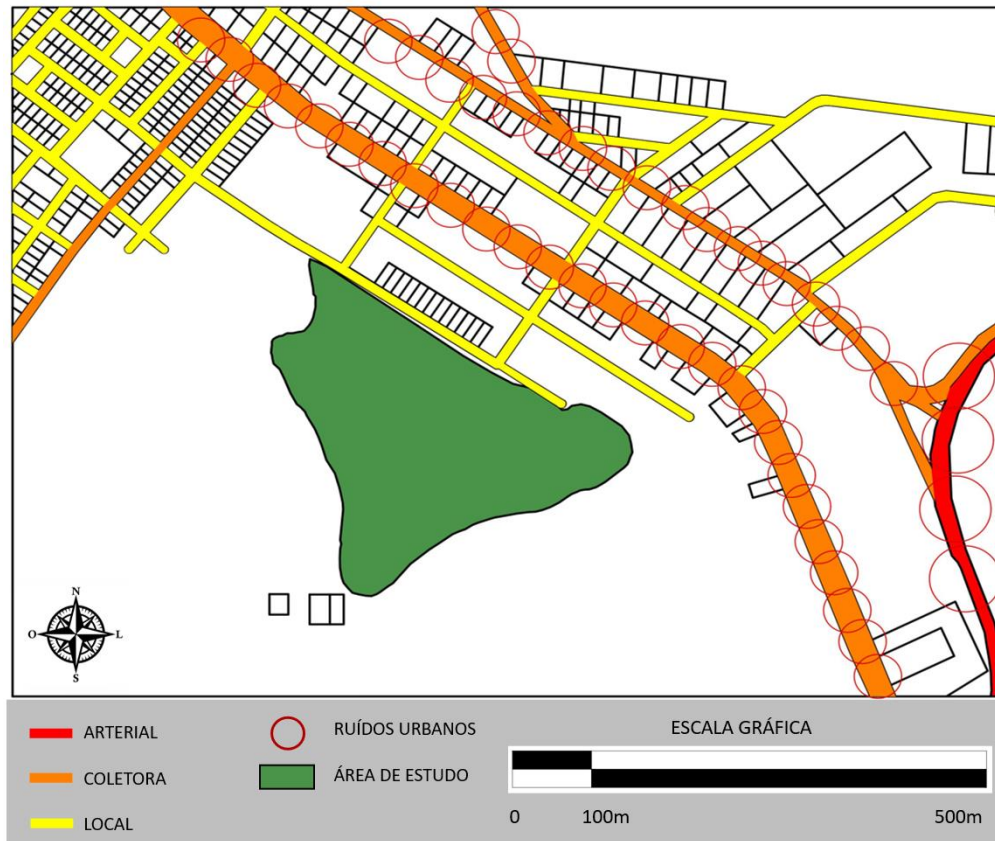 N
O
L
S
ARTERIAL
COLETORA
LOCAL
RUÍDOS URBANOS
ÁREA DE ESTUDO
ESCALA GRÁFICA
0 100m 500m